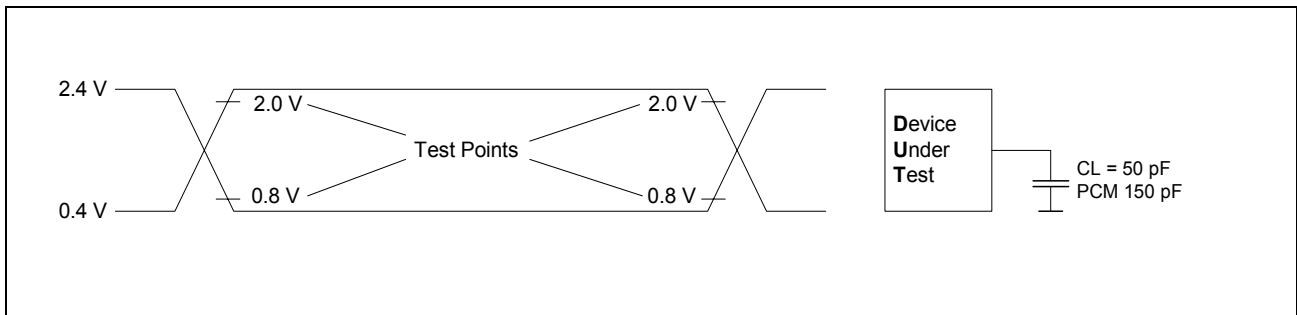 2.4 V
2.0 V
2.0 V
Test Points
0.8 V
0.8 V
0.4 V
Device
Under
Test
CL = 50 pF
PCM 150 pF